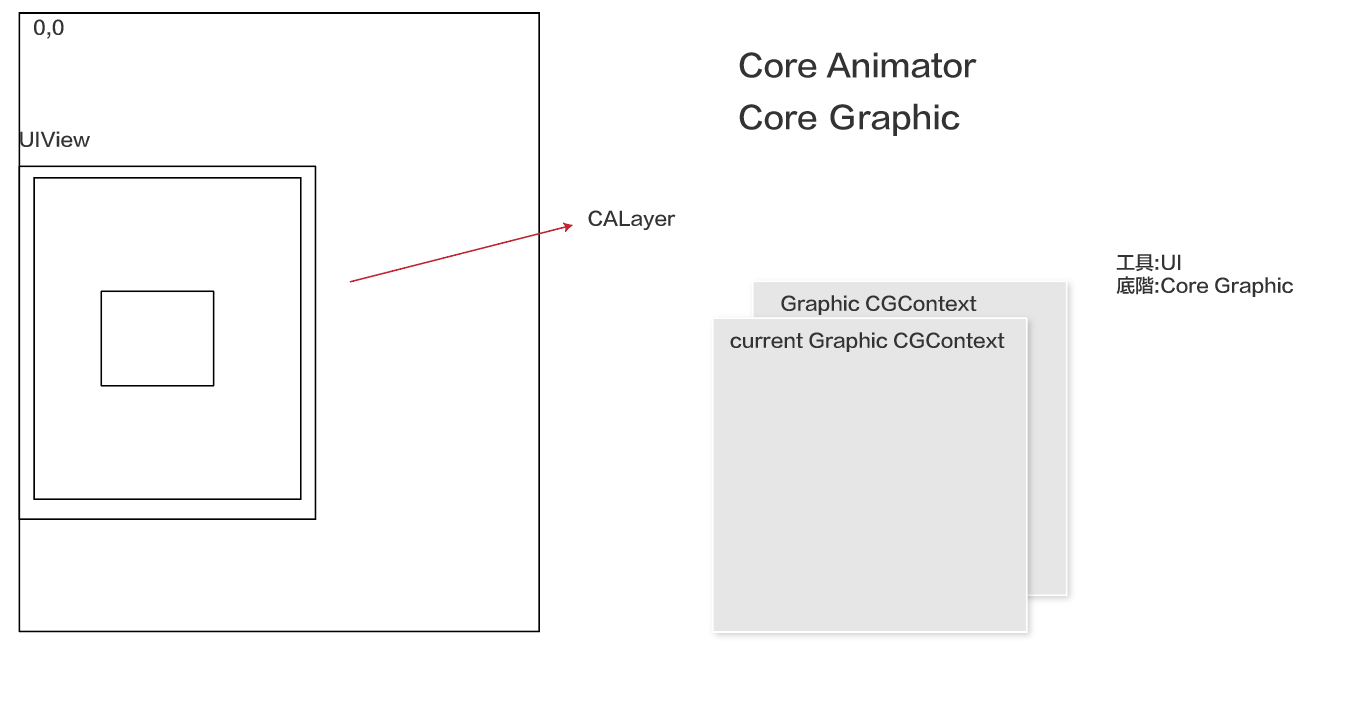 0,0
UIView
CALayer
Core Animator
Core Graphic
Graphic CGContext
current Graphic CGContext
工具:UI
底階:Core Graphic